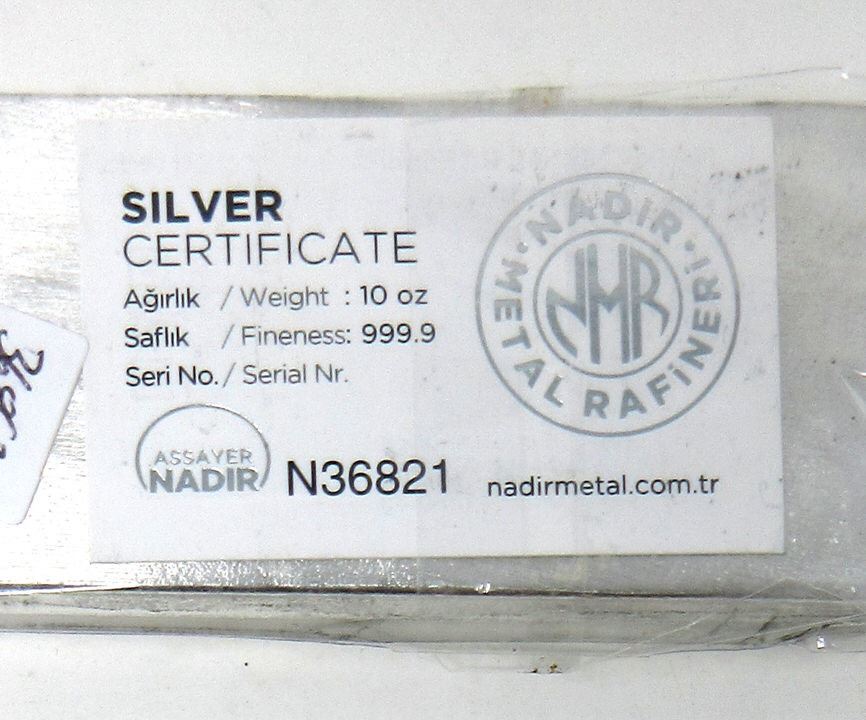 SILVER
CERTIFICATE
Ağırlık / Weight : 10 oz
Saflık / Fineness: 999.9
Seri No. / Serial Nr.
ASSAYER
NADIR
N36821
nadirmetal.com.tr
• NADİR •
METAL RAFİNERİ
NMR